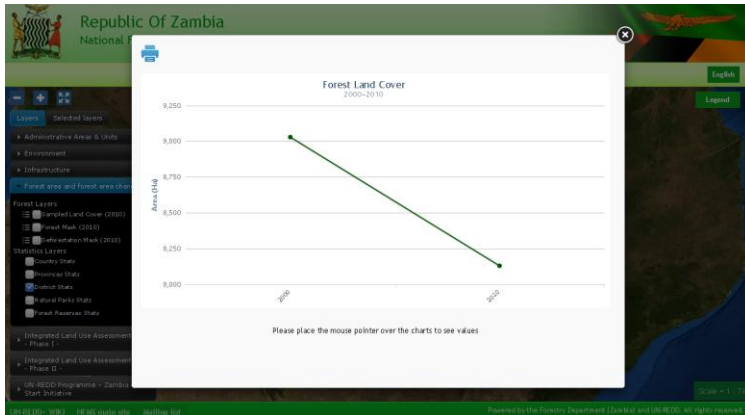 Republic Of Zambia
National F
English
Legend
Layers
Selected layers
Administrative Areas & Units
Environment
Infrastructure
Forest area and forest area chan
Forest Layers
Sampled Land Cover (2010)
Forest Mask (2010)
Deforestation Mask (2010)
Statistics Layers
Country Stats
Provinces Stats
District Stats
Natural Parks Stats
Forest Reserves Stats
Integrated Land Use Assessment
- Phase I -
Integrated Land Use Assessment
- Phase II -
UN-REDD Programme - Zambia
Start Initiative
Forest Land Cover
2000-2010
Area (Ha)
9,250
9,000
8,750
8,500
8,250
8,000
2000
2010
Please place the mouse pointer over the charts to see values
Scale = 1 : 7
UN-REDD- WIKI NFMS main site Mailing list
Powered by the Forestry Department (Zambia) and UN-REDD. All rights reserved.